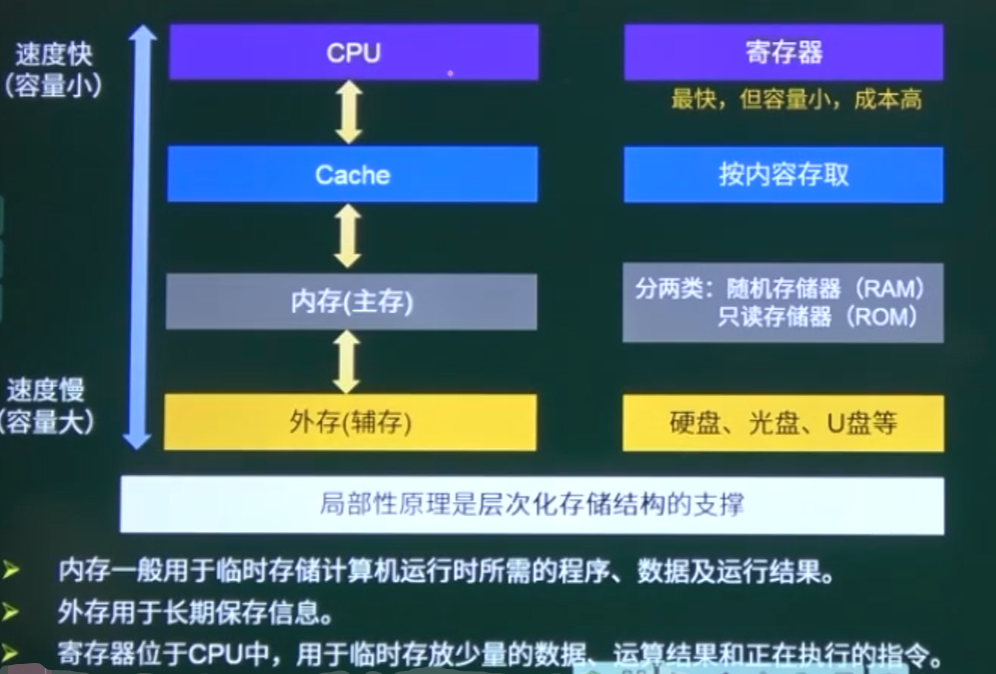 速度快
（容量小）
CPU
寄存器
最快，但容量小，成本高
Cache
按内容存取
内存(主存)
分两类：随机存储器（RAM）
只读存储器（ROM）
速度慢
（容量大）
外存(辅存)
硬盘、光盘、U盘等
局部性原理是层次化存储结构的支撑
内存一般用于临时存储计算机运行时所需的程序、数据及运行结果。
外存用于长期保存信息。
寄存器位于CPU中，用于临时存放少量的数据、运算结果和正在执行的指令。